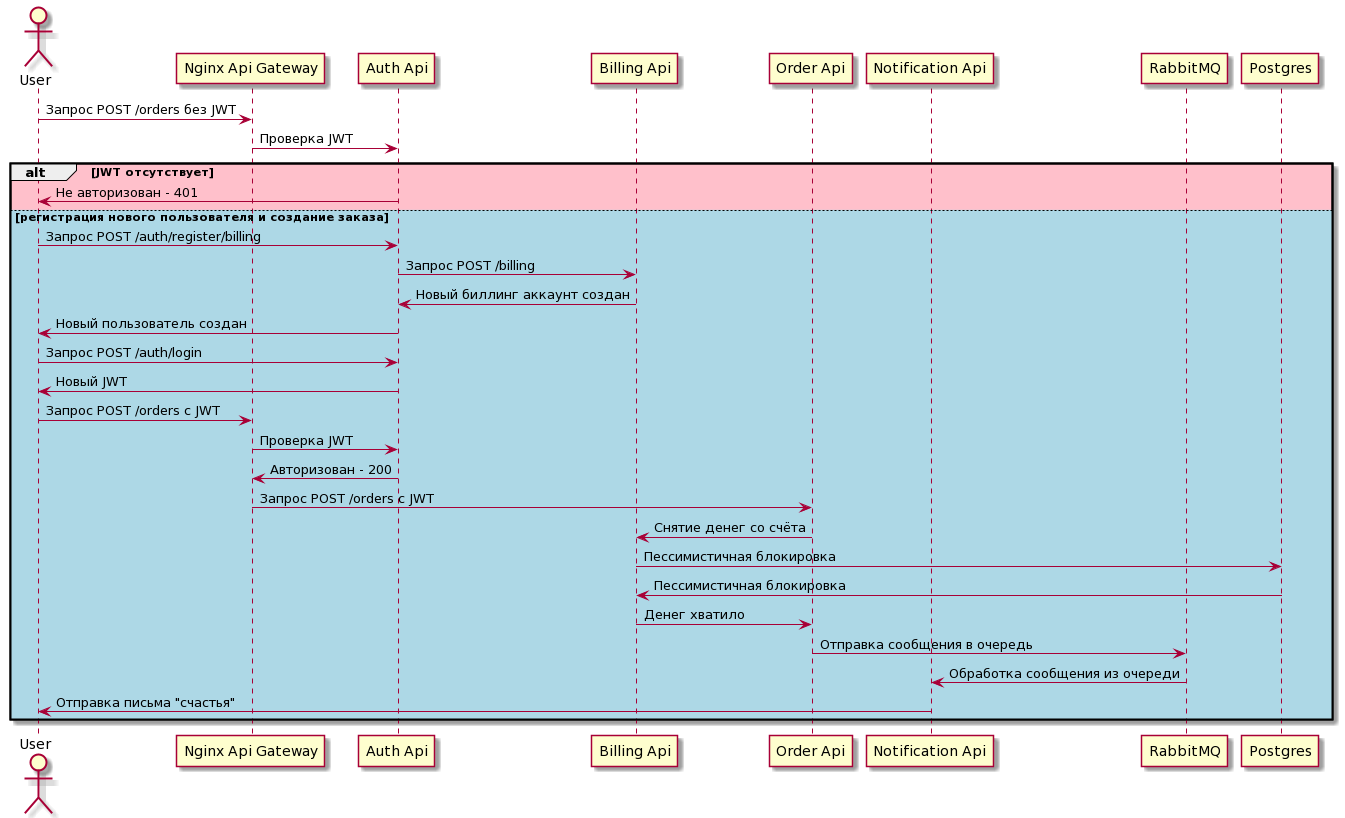 User
Nginx Api Gateway
Auth Api
Billing Api
Order Api
Notification Api
RabbitMQ
Postgres
Запрос POST /orders без JWT
Проверка JWT
alt
[JWT отсутствует]
Не авторизован - 401
[регистрация нового пользователя и создание заказа]
Запрос POST /auth/register/billing
Запрос POST /billing
Новый биллинг аккаунт создан
Новый пользователь создан
Запрос POST /auth/login
Новый JWT
Запрос POST /orders с JWT
Проверка JWT
Авторизован - 200
Запрос POST /orders с JWT
Снятие денег со счёта
Пессимистичная блокировка
Пессимистичная блокировка
Денег хватило
Отправка сообщения в очередь
Обработка сообщения из очереди
Отправка письма "счастья"
User
Nginx Api Gateway
Auth Api
Billing Api
Order Api
Notification Api
RabbitMQ
Postgres